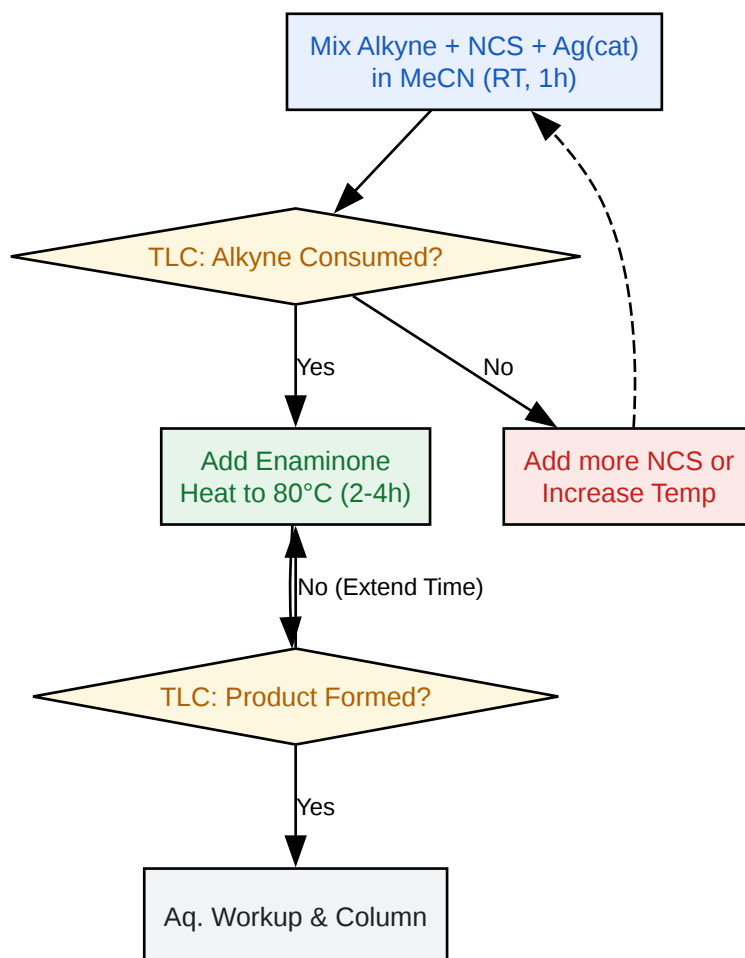 Mix Alkyne + NCS + Ag(cat)
in MeCN (RT, 1h)
TLC: Alkyne Consumed?
Yes
No
Add Enaminone
Heat to 80°C (2-4h)
Add more NCS or
Increase Temp
No (Extend Time)
TLC: Product Formed?
Yes
Aq. Workup & Column